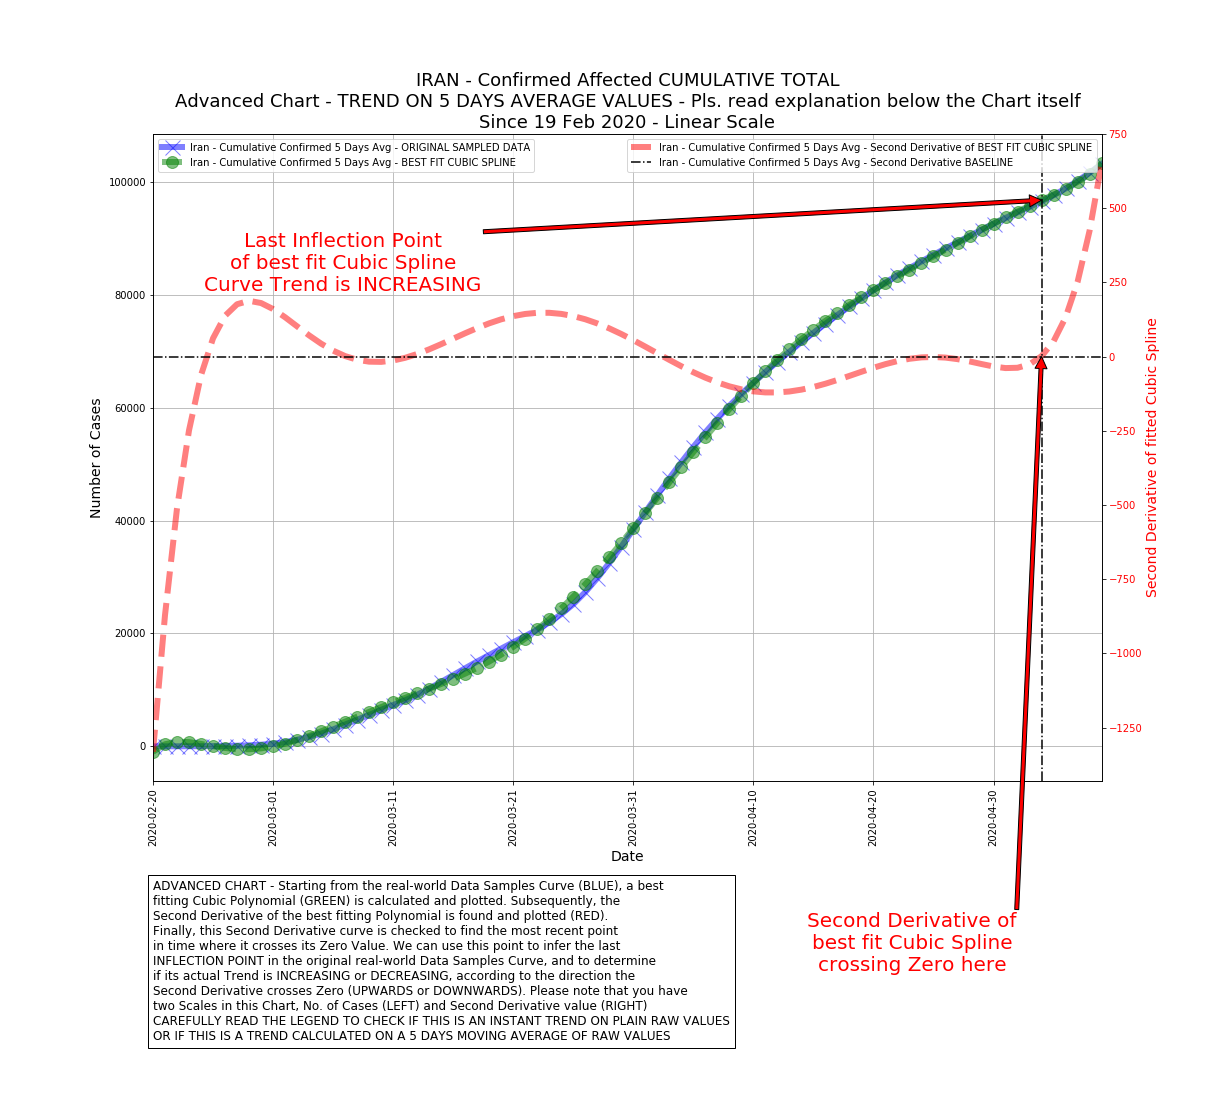 IRAN - Confirmed Affected CUMULATIVE TOTAL
Advanced Chart - TREND ON 5 DAYS AVERAGE VALUES - Pls. read explanation below the Chart itself
Since 19 Feb 2020 - Linear Scale
Iran - Cumulative Confirmed 5 Days Avg - ORIGINAL SAMPLED DATA
Iran - Cumulative Confirmed 5 Days Avg - BEST FIT CUBIC SPLINE
Iran - Cumulative Confirmed 5 Days Avg - Second Derivative of BEST FIT CUBIC SPLINE
Iran - Cumulative Confirmed 5 Days Avg - Second Derivative BASELINE
Last Inflection Point
of best fit Cubic Spline
Curve Trend is INCREASING
Number of Cases
100000
80000
60000
40000
20000
0
750
500
250
0
−250
−500
−750
−1000
−1250
Second Derivative of fitted Cubic Spline
2020-02-20
2020-03-01
2020-03-11
2020-03-21
2020-03-31
2020-04-10
2020-04-20
2020-04-30
Date
Second Derivative of
best fit Cubic Spline
crossing Zero here
ADVANCED CHART - Starting from the real-world Data Samples Curve (BLUE), a best
fitting Cubic Polynomial (GREEN) is calculated and plotted. Subsequently, the
Second Derivative of the best fitting Polynomial is found and plotted (RED).
Finally, this Second Derivative curve is checked to find the most recent point
in time where it crosses its Zero Value. We can use this point to infer the last
INFLECTION POINT in the original real-world Data Samples Curve, and to determine
if its actual Trend is INCREASING or DECREASING, according to the direction the
Second Derivative crosses Zero (UPWARDS or DOWNWARDS). Please note that you have
two Scales in this Chart, No. of Cases (LEFT) and Second Derivative value (RIGHT)
CAREFULLY READ THE LEGEND TO CHECK IF THIS IS AN INSTANT TREND ON PLAIN RAW VALUES
OR IF THIS IS A TREND CALCULATED ON A 5 DAYS MOVING AVERAGE OF RAW VALUES